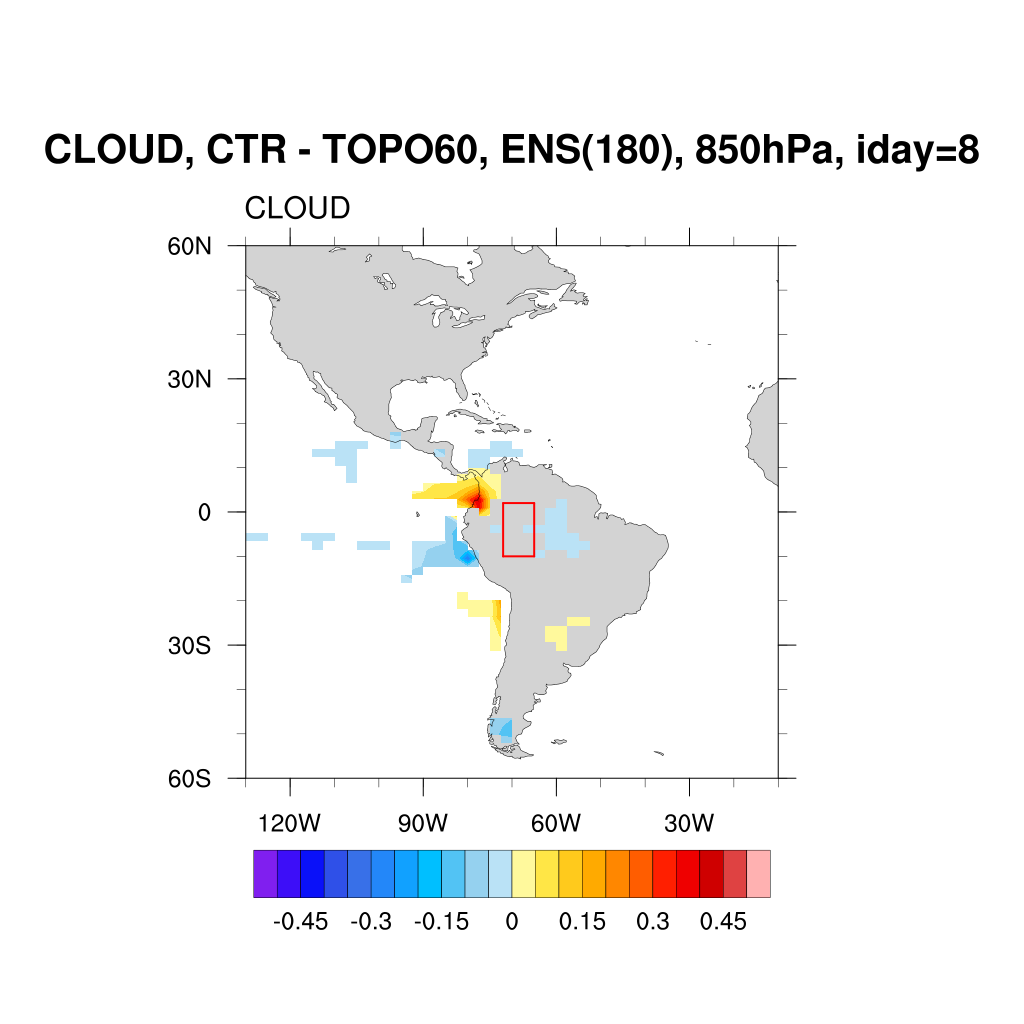 CLOUD, CTR - TOPO60, ENS(180), 850hPa, iday=8
CLOUD
60N
30N
0
30S
60S
120W 90W 60W 30W
-0.45 -0.3 -0.15 0 0.15 0.3 0.45